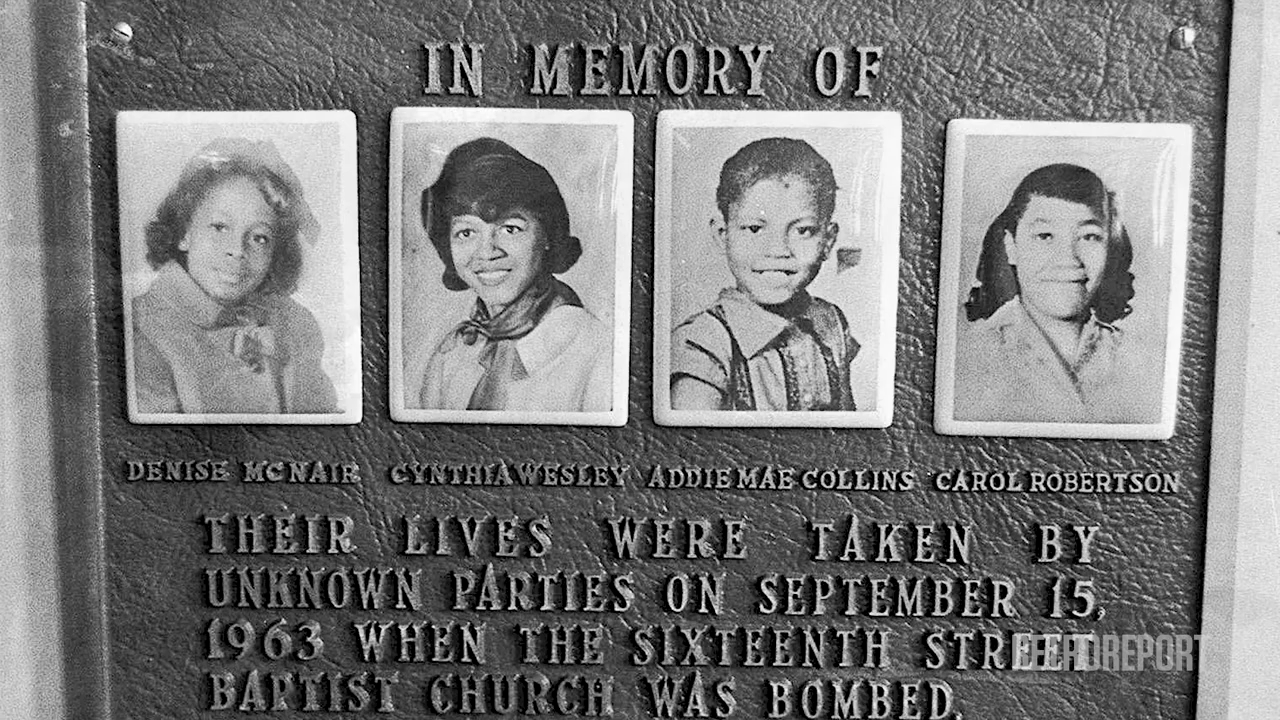 IN MEMORY OF
DENISE MCNAIR CYNTHIA WESLEY ADDIE MAE COLLINS CAROL ROBERTSON
THEIR LIVES WERE TAKEN BY
UNKNOWN PARTIES ON SEPTEMBER 15,
1963 WHEN THE SIXTEENTH STREET
BAPTIST CHURCH WAS BOMBED.